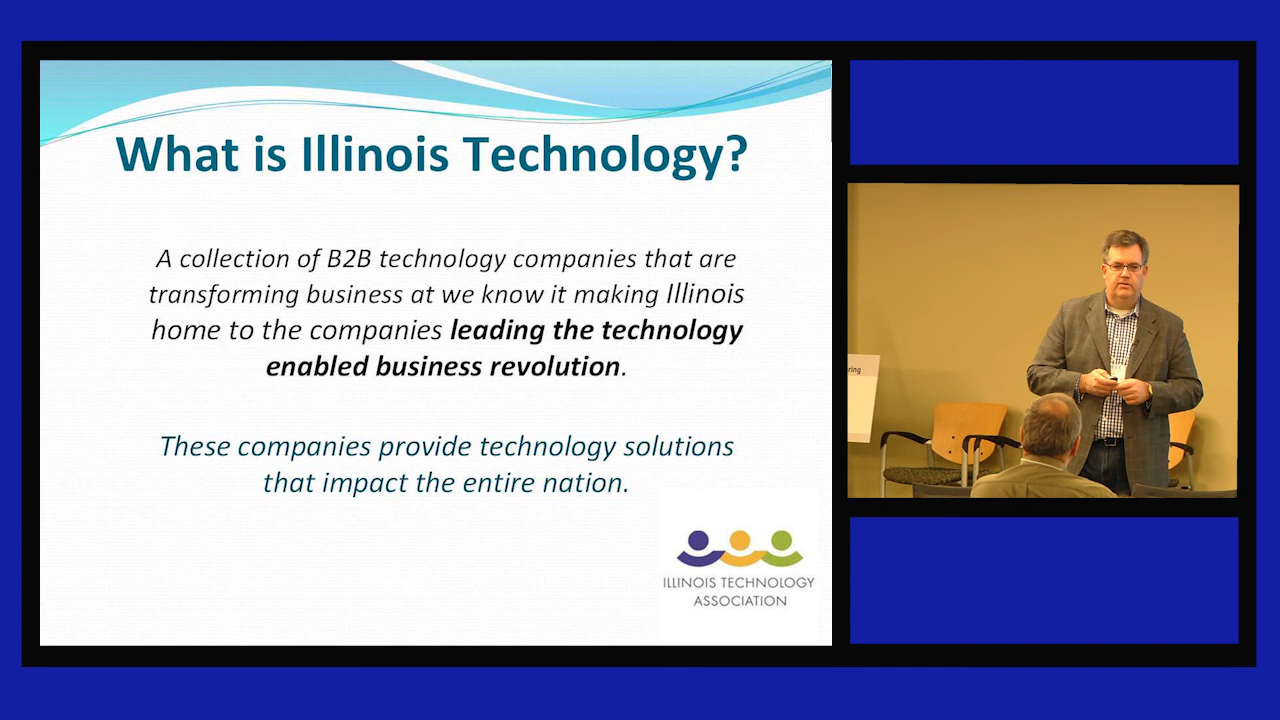 What is Illinois Technology?
A collection of B2B technology companies that are
transforming business at we know it making Illinois
home to the companies leading the technology
enabled business revolution.
These companies provide technology solutions
that impact the entire nation.
ILLINOIS TECHNOLOGY
ASSOCIATION
ring